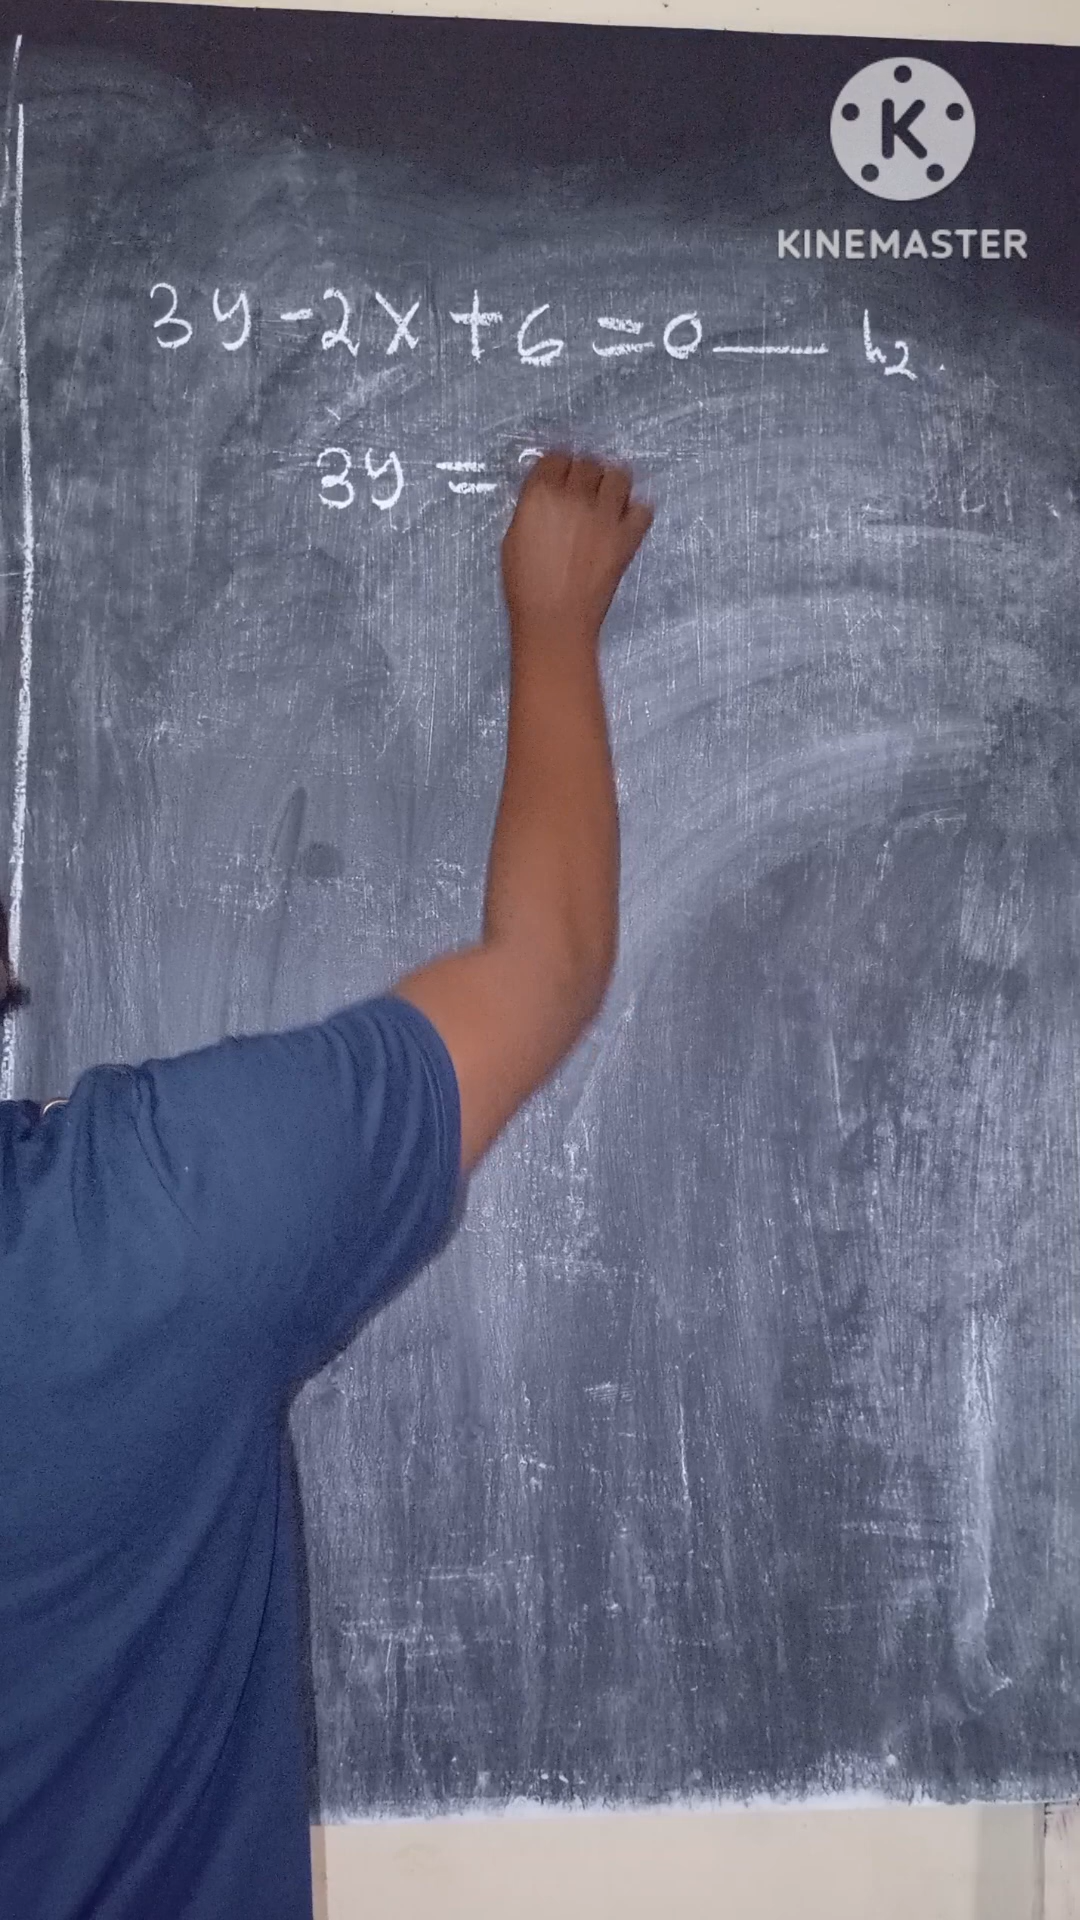 K
KINEMASTER
3y-2x+6=0 — L2.
3y =